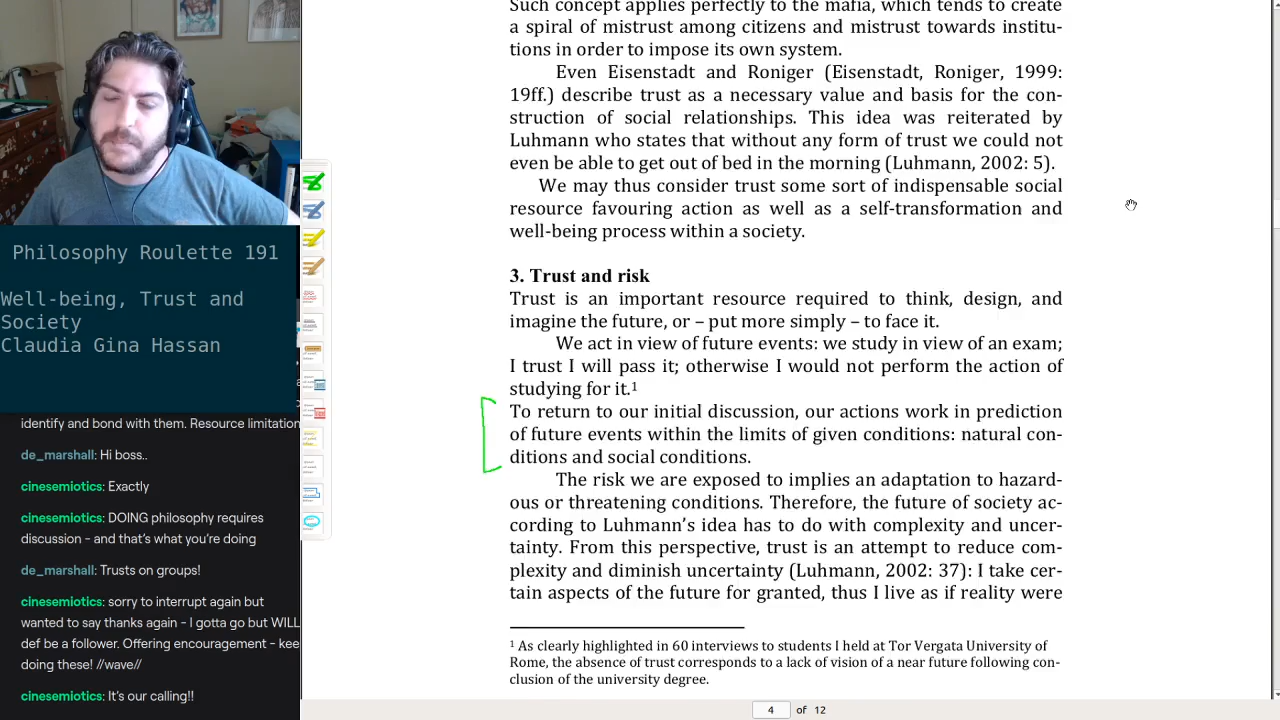 Such concept applies perfectly to the mafia, which tends to create
a spiral of mistrust among citizens and mistrust towards institu-
tions in order to impose its own system.
Even Eisenstadt and Roniger (Eisenstadt, Roniger, 1999:
19ff.) describe trust as a necessary value and basis for the con-
struction of social relationships. This idea was reiterated by
Luhmann who states that without any form of trust we could not
even be able to get out of bed in the morning (Luhmann, 2002: 5).
We may thus consider trust some sort of indispensable social
resource favouring action as well as a self-transformation and
well-being process within a society.
3. Trust and risk
Trust is an important resource required to think, design, and
imagine the future, or – put more simply – to face it.
We act in view of future events. I study in view of an exam;
I trust I will pass it, otherwise I would not perform the action of
studying for it.¹
To return to our initial distinction, our actions work in prediction
of future events within two kinds of event conditions: natural con-
ditions and social conditions.
The risk we are exposed to implies an adaptation to hazard-
ous and external conditions. Therefore, the future of society ac-
cording to Luhmann's idea has to do with complexity and uncer-
tainty. From this perspective, trust is an attempt to reduce com-
plexity and diminish uncertainty (Luhmann, 2002: 37): I take cer-
tain aspects of the future for granted, thus I live as if reality were
¹ As clearly highlighted in 60 interviews to students I held at Tor Vergata University of
Rome, the absence of trust corresponds to a lack of vision of a near future following con-
clusion of the university degree.
4 of 12
Philosophy Roulette 191
Well-being, Trust and
Society
Claudia Gina Hassan
identify and bond with them. Resource limitation
de_marshall: Hi boss..
cinesemiotics: Exactly
cinesemiotics: DOING philosophy requires
discussion - and that's what you're doing
de_marshall: Trusts on groups!
cinesemiotics: sorry to interrupt again but
wanted to say thanks again - I gotta go but WILL
def be a follower. Offering encouragement - keep
doing these! //wave//
cinesemiotics: It's our calling!!